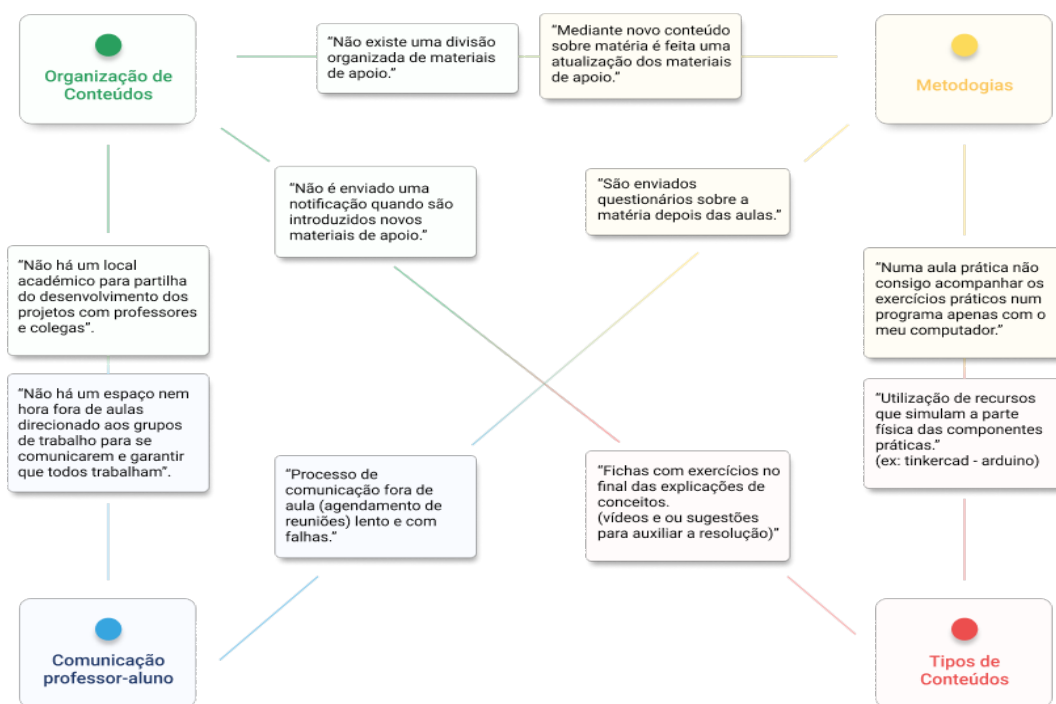 Organização de
Conteúdos
“Não existe uma divisão
organizada de materiais
de apoio.”
“Mediante novo conteúdo
sobre matéria é feita uma
atualização dos materiais
de apoio.”
Metodogias
“Não é enviado uma
notificação quando são
introduzidos novos
materiais de apoio.”
“São enviados
questionários sobre a
matéria depois das aulas.”
“Não há um local
académico para partilha
do desenvolvimento dos
projetos com professores
e colegas”.
“Numa aula prática não
consigo acompanhar os
exercícios práticos num
programa apenas com o
meu computador.”
“Não há um espaço nem
hora fora de aulas
direcionado aos grupos
de trabalho para se
comunicarem e garantir
que todos trabalham”.
“Utilização de recursos
que simulam a parte
física das componentes
práticas.”
(ex: tinkercad - arduino)
“Processo de
comunicação fora de
aula (agendamento de
reuniões) lento e com
falhas.”
“Fichas com exercícios no
final das explicações de
conceitos.
(vídeos e ou sugestões
para auxiliar a resolução)”
Comunicação
professor-aluno
Tipos de
Conteúdos